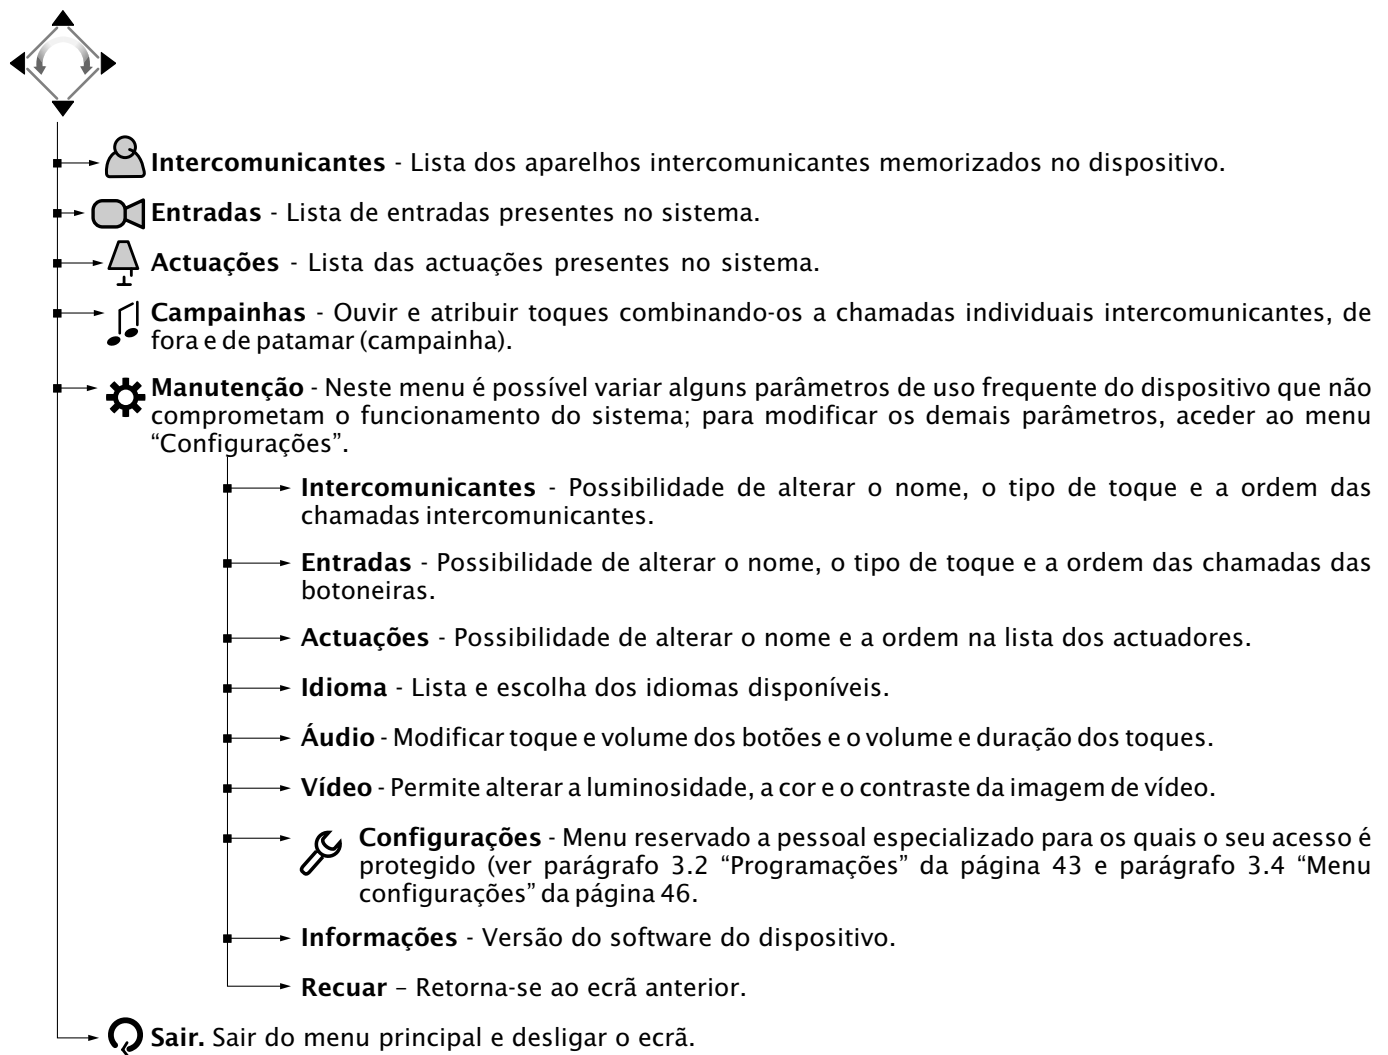 Intercomunicantes - Lista dos aparelhos intercomunicantes memorizados no dispositivo.
Entradas - Lista de entradas presentes no sistema.
Actuações - Lista das actuações presentes no sistema.
Campainhas - Ouvir e atribuir toques combinando-os a chamadas individuais intercomunicantes, de
fora e de patamar (campainha).
Manutenção - Neste menu é possível variar alguns parâmetros de uso frequente do dispositivo que não
comprometam o funcionamento do sistema; para modificar os demais parâmetros, aceder ao menu
“Configurações”.
Intercomunicantes - Possibilidade de alterar o nome, o tipo de toque e a ordem das
chamadas intercomunicantes.
Entradas - Possibilidade de alterar o nome, o tipo de toque e a ordem das chamadas das
botoneiras.
Actuações - Possibilidade de alterar o nome e a ordem na lista dos actuadores.
Idioma - Lista e escolha dos idiomas disponíveis.
Áudio - Modificar toque e volume dos botões e o volume e duração dos toques.
Vídeo - Permite alterar a luminosidade, a cor e o contraste da imagem de vídeo.
Configurações - Menu reservado a pessoal especializado para os quais o seu acesso é
protegido (ver parágrafo 3.2 “Programações” da página 43 e parágrafo 3.4 “Menu
configurações” da página 46.
Informações - Versão do software do dispositivo.
Recuar – Retorna-se ao ecrã anterior.
Sair. Sair do menu principal e desligar o ecrã.